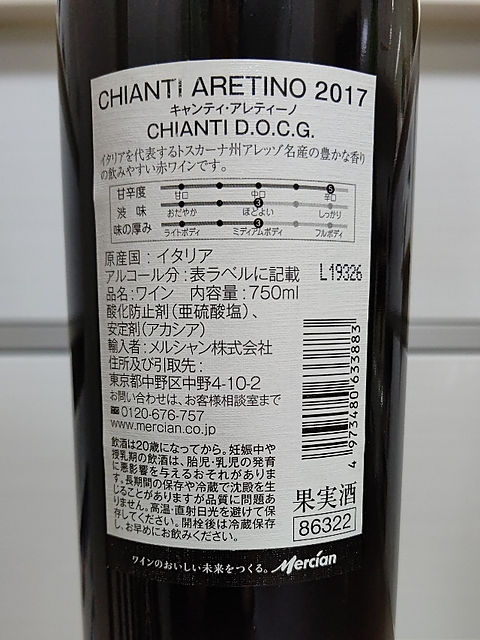 CHIANTI ARETINO 2017
キャンティ・アレティーノ
CHIANTI D.O.C.G.
イタリアを代表するトスカーナ州アレッゾ名産の豊かな香り
の飲みやすい赤ワインです。
甘辛度 甘口 中口 5 辛口
渋 味 おだやか 3 ほどよい しっかり
味の厚み ライトボディ 3 ミディアムボディ フルボディ
原産国：イタリア
アルコール分：表ラベルに記載 L19326
品名：ワイン 内容量：750ml
酸化防止剤（亜硫酸塩）、
安定剤（アカシア）
輸入者：メルシャン株式会社
住所及び引取先：
東京都中野区中野4-10-2
お問い合わせは、お客様相談室まで
0120-676-757
www.mercian.co.jp
4 973480 633883
飲酒は20歳になってから。妊娠中や
授乳期の飲酒は、胎児・乳児の発育
に悪影響を与えるおそれがありま
す。長期間の保存や冷蔵で沈殿を生
じることがありますが品質に問題あ
りません。高温・直射日光を避けて保
存してください。開栓後は冷蔵保存
し、お早めにお飲みください。
果実酒
86322
ワインのおいしい未来をつくる。 Mercian